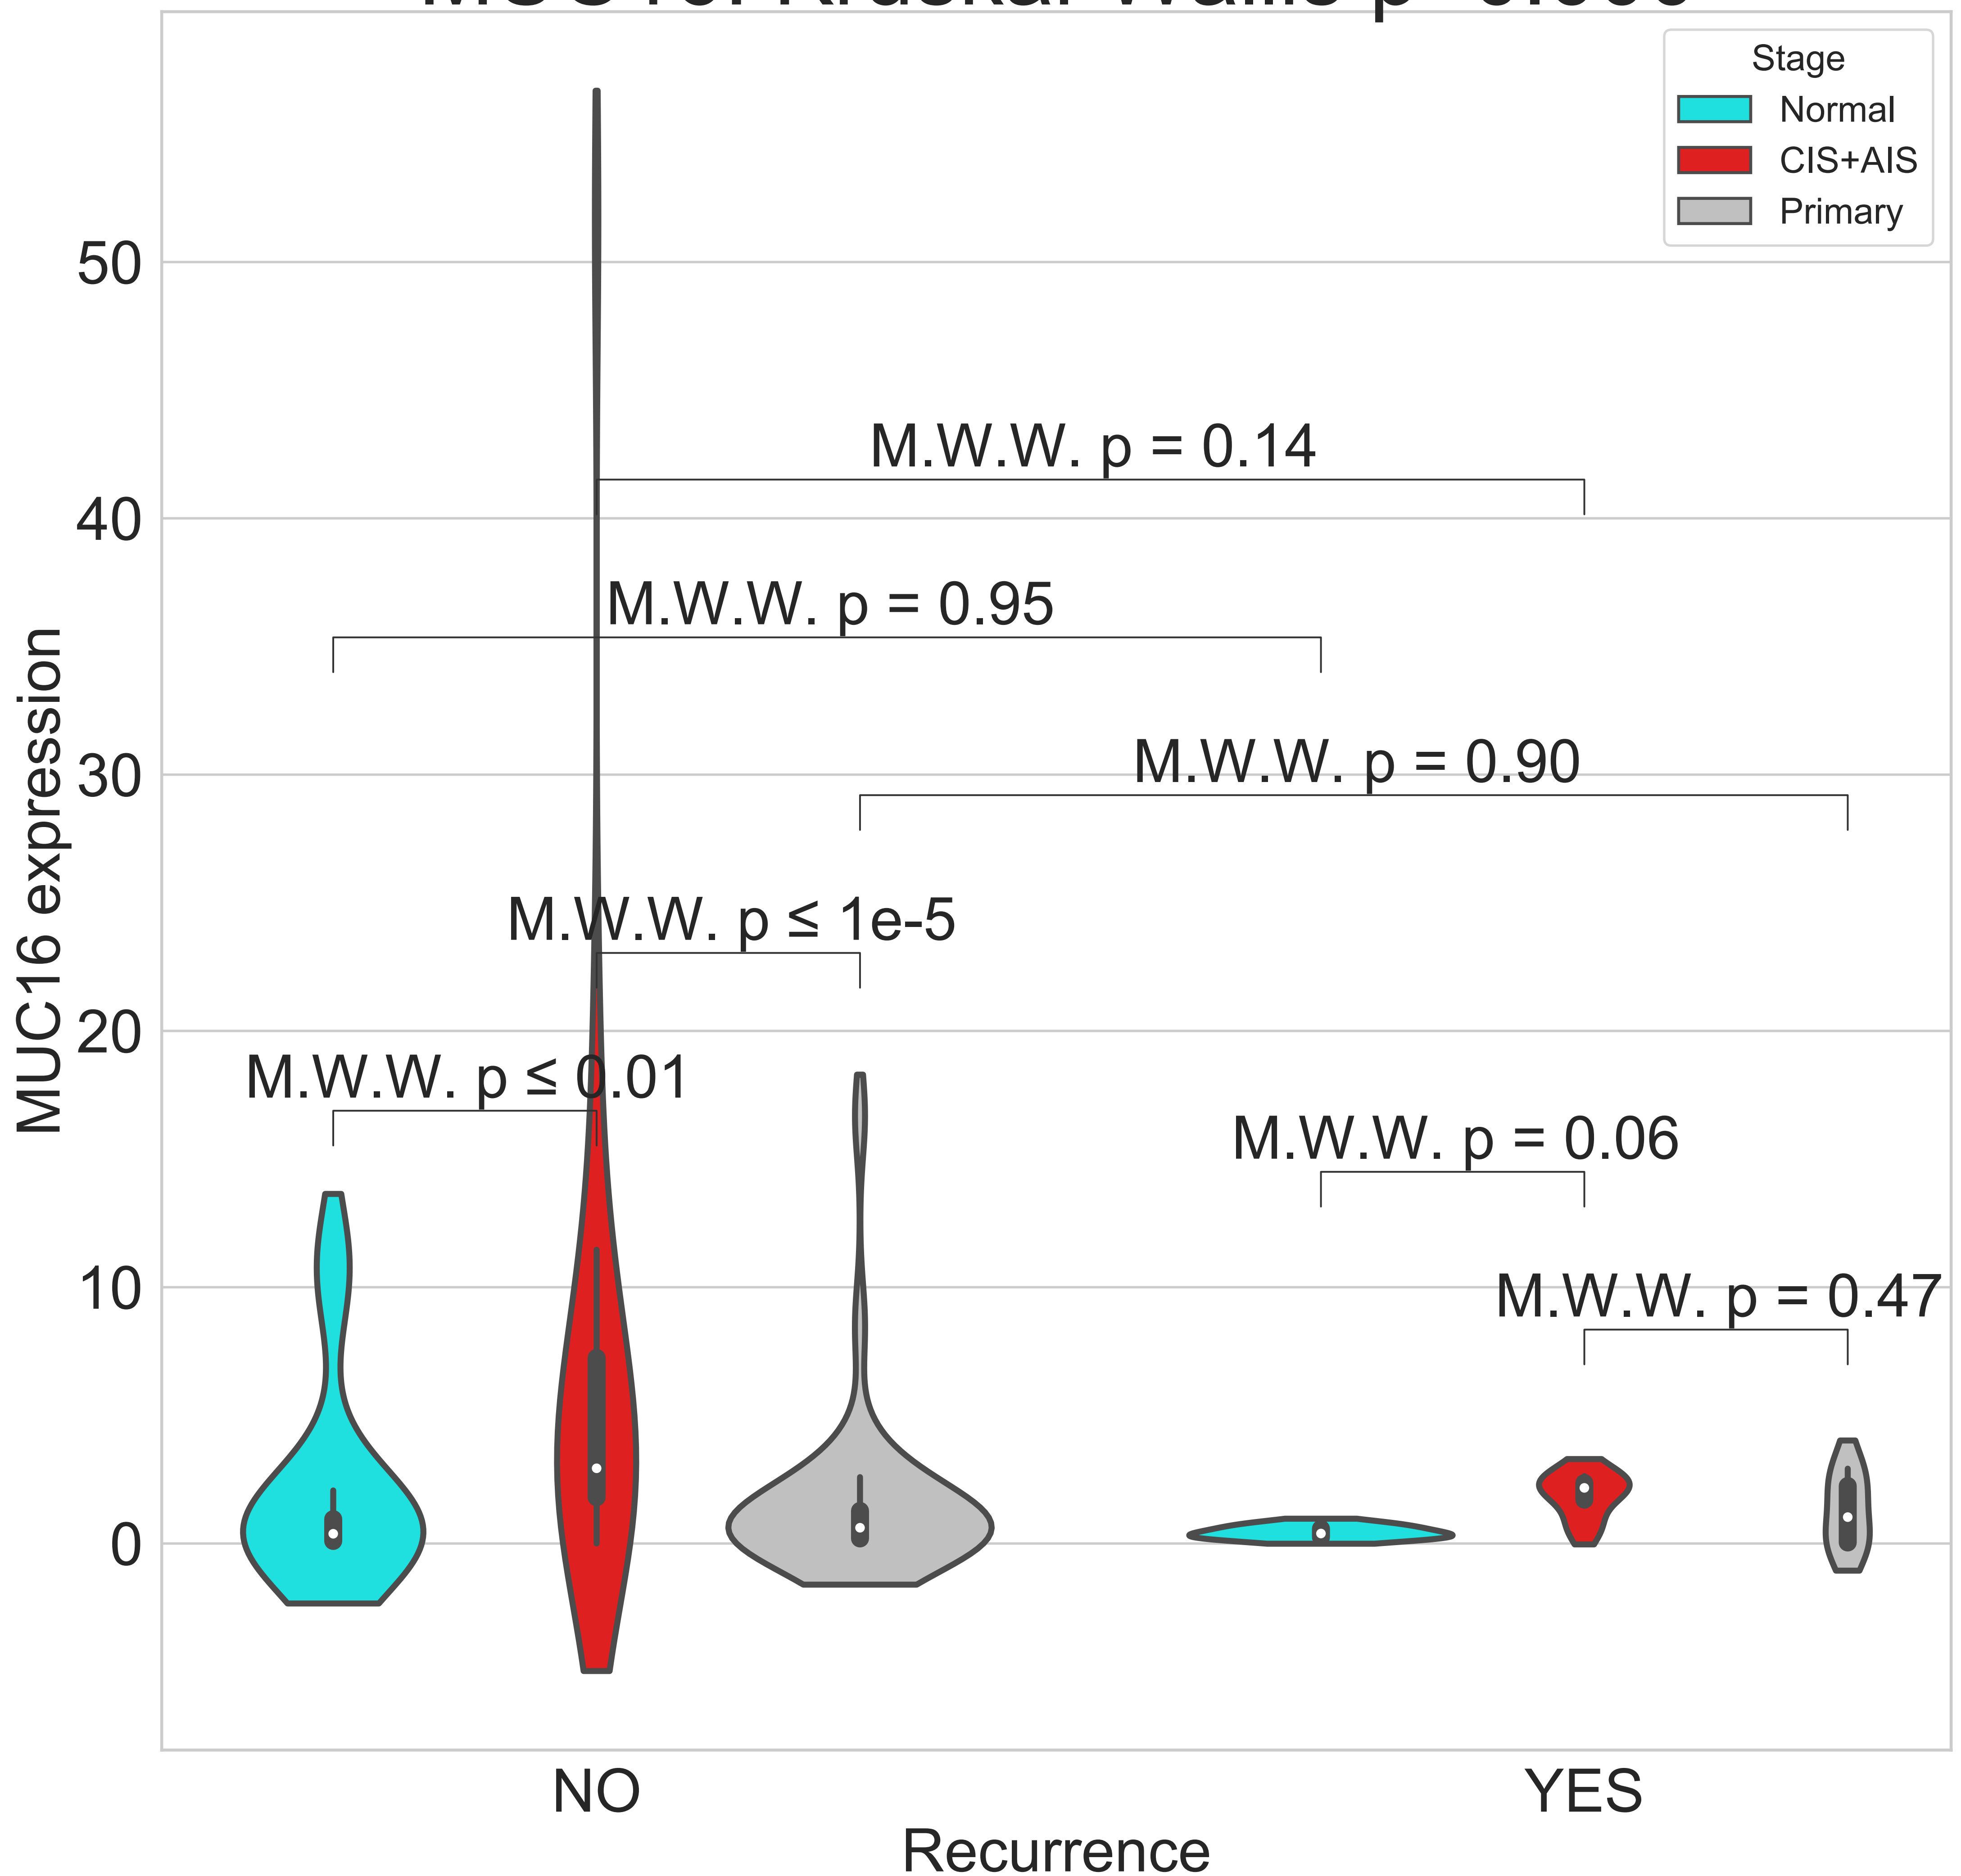 Stage
Normal
CIS+AIS
Primary
50
40
30
20
10
0
MUC16 expression
M.W.W. p = 0.14
M.W.W. p = 0.95
M.W.W. p = 0.90
M.W.W. p ≤ 1e-5
M.W.W. p ≤ 0.01
M.W.W. p = 0.06
M.W.W. p = 0.47
NO
YES
Recurrence